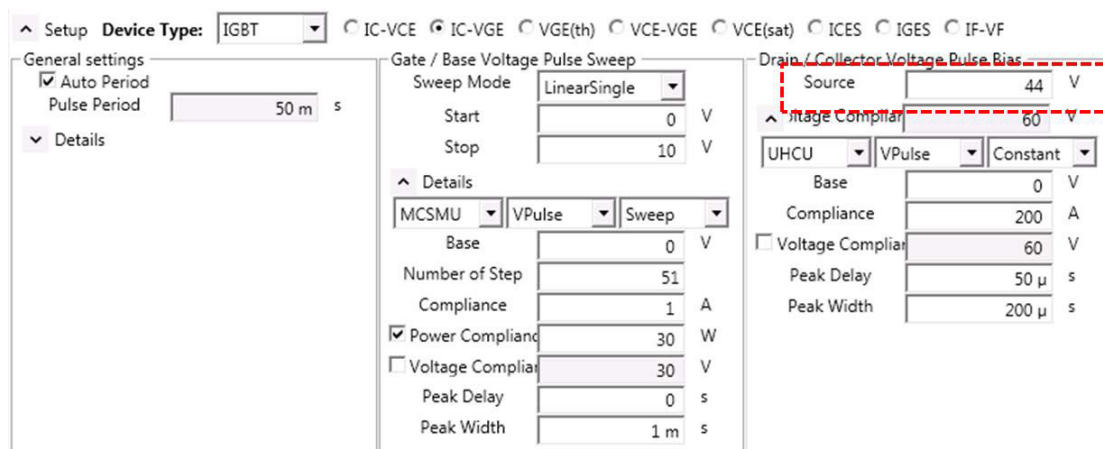 Setup Device Type: IGBT IC-VCE IC-VGE VGE(th) VCE-VGE VCE(sat) ICES IGES IF-VF
General settings
Auto Period
Pulse Period 50 m s
Details
Gate / Base Voltage Pulse Sweep
Sweep Mode LinearSingle
Start 0 V
Stop 10 V
Details
MCSMU VPulse Sweep
Base 0 V
Number of Step 51
Compliance 1 A
Power Complianc 30 W
Voltage Complia 30 V
Peak Delay 0 s
Peak Width 1 m s
Drain / Collector Voltage Pulse Bias
Source 44 V
ltage Complian 60 V
UHCU VPulse Constant
Base 0 V
Compliance 200 A
Voltage Complia 60 V
Peak Delay 50 µ s
Peak Width 200 µ s